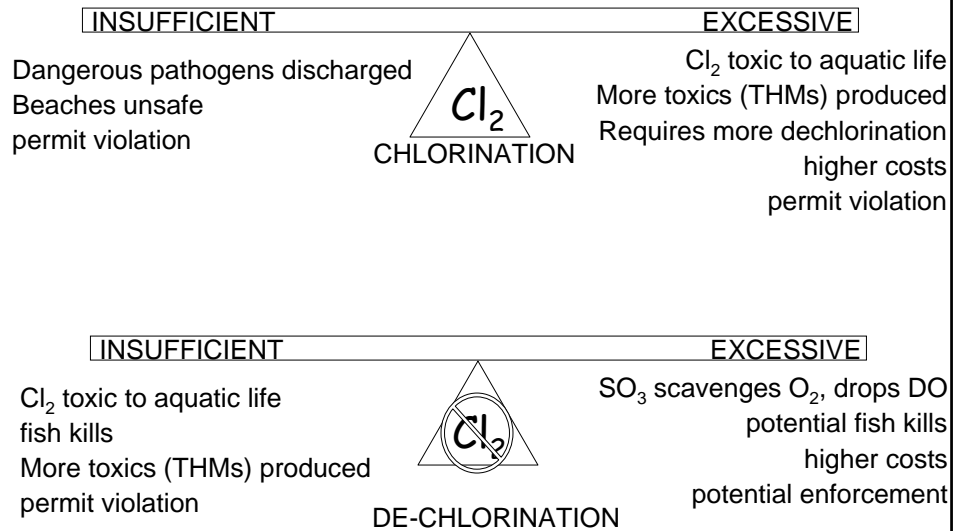 INSUFFICIENT EXCESSIVE
Dangerous pathogens discharged
Beaches unsafe
permit violation
Cl₂
CHLORINATION
Cl₂ toxic to aquatic life
More toxics (THMs) produced
Requires more dechlorination
higher costs
permit violation
INSUFFICIENT EXCESSIVE
Cl₂ toxic to aquatic life
fish kills
More toxics (THMs) produced
permit violation
Cl₂
DE-CHLORINATION
SO₃ scavenges O₂, drops DO
potential fish kills
higher costs
potential enforcement